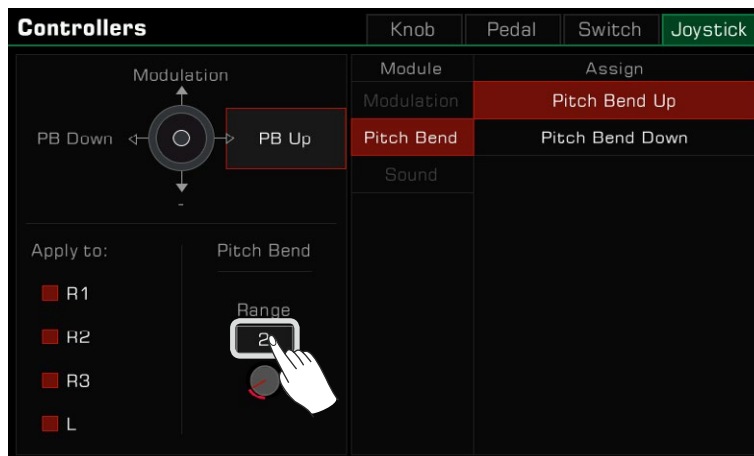 Controllers
Knob
Pedal
Switch
Joystick
Modulation
PB Down
PB Up
-
Module
Assign
Modulation
Pitch Bend Up
Pitch Bend
Pitch Bend Down
Sound
Apply to:
R1
R2
R3
L
Pitch Bend
Range
2